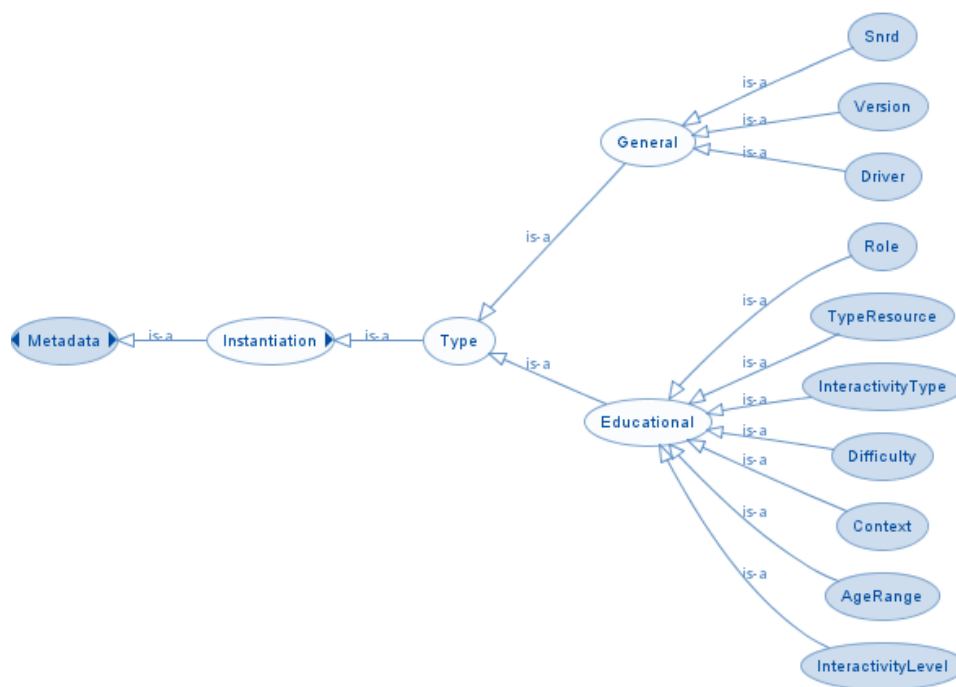 Snrd
is-a
Version
is-a
General
is-a
Driver
is-a
Role
is-a
TypeResource
Metadata
is-a
Instantiation
is-a
Type
is-a
is-a
InteractivityType
is-a
Educational
is-a
Difficulty
is-a
Context
is-a
AgeRange
is-a
InteractivityLevel